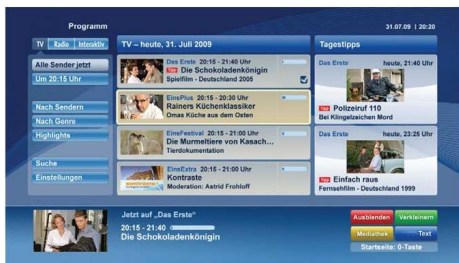 Programm
31.07.09 | 20:20
TV Radio Interaktiv
Alle Sender jetzt
Um 20:15 Uhr
Nach Sendern
Nach Genre
Highlights
Suche
Einstellungen
TV – heute, 31. Juli 2009
Das Erste 20:15 - 21:40 Uhr
Tipp Die Schokoladenkönigin
Spielfilm - Deutschland 2005
EinsPlus 20:15 - 20:30 Uhr
Rainers Küchenklassiker
Omas Küche aus dem Osten
EinsFestival 20:15 - 21:00 Uhr
Die Murmeltiere von Kasach...
Tierdokumentation
EinsExtra 20:15 - 21:00 Uhr
Kontraste
Moderation: Astrid Frohloff
Tagestipps
Das Erste heute, 21:40 Uhr
Tipp Polizeiruf 110
Bei Klingelzeichen Mord
Das Erste heute, 23:25 Uhr
Tipp Einfach raus
Fernsehfilm - Deutschland 1999
Jetzt auf „Das Erste“
20:15 - 21:40
Die Schokoladenkönigin
Ausblenden Verkleinern
Mediathek Text
Startseite: 0-Taste